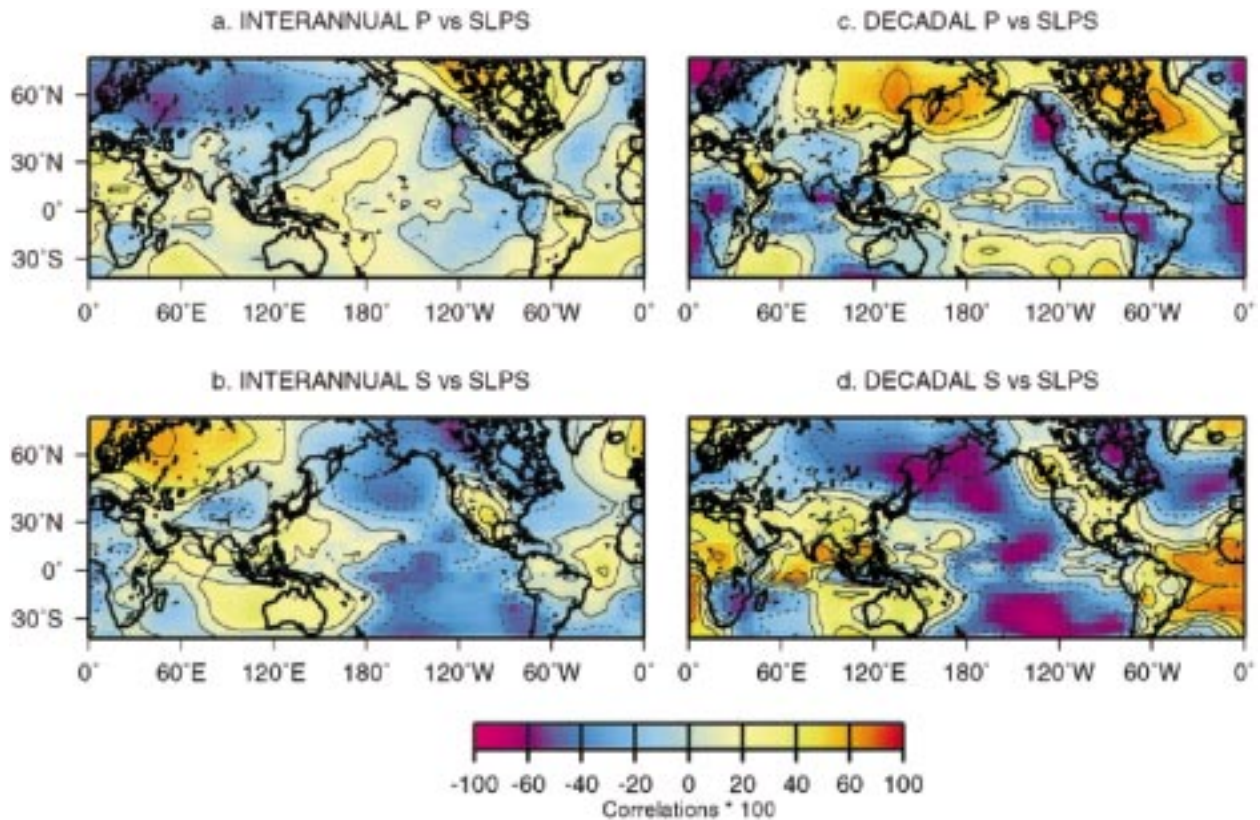 a. INTERANNUAL P vs SLPS
c. DECADAL P vs SLPS
60˚N
30˚N
0˚
30˚S
0˚ 60˚E 120˚E 180˚ 120˚W 60˚W 0˚
0˚ 60˚E 120˚E 180˚ 120˚W 60˚W 0˚
b. INTERANNUAL S vs SLPS
d. DECADAL S vs SLPS
60˚N
30˚N
0˚
30˚S
0˚ 60˚E 120˚E 180˚ 120˚W 60˚W 0˚
0˚ 60˚E 120˚E 180˚ 120˚W 60˚W 0˚
-100 -60 -40 -20 0 20 40 60 100
Correlations * 100